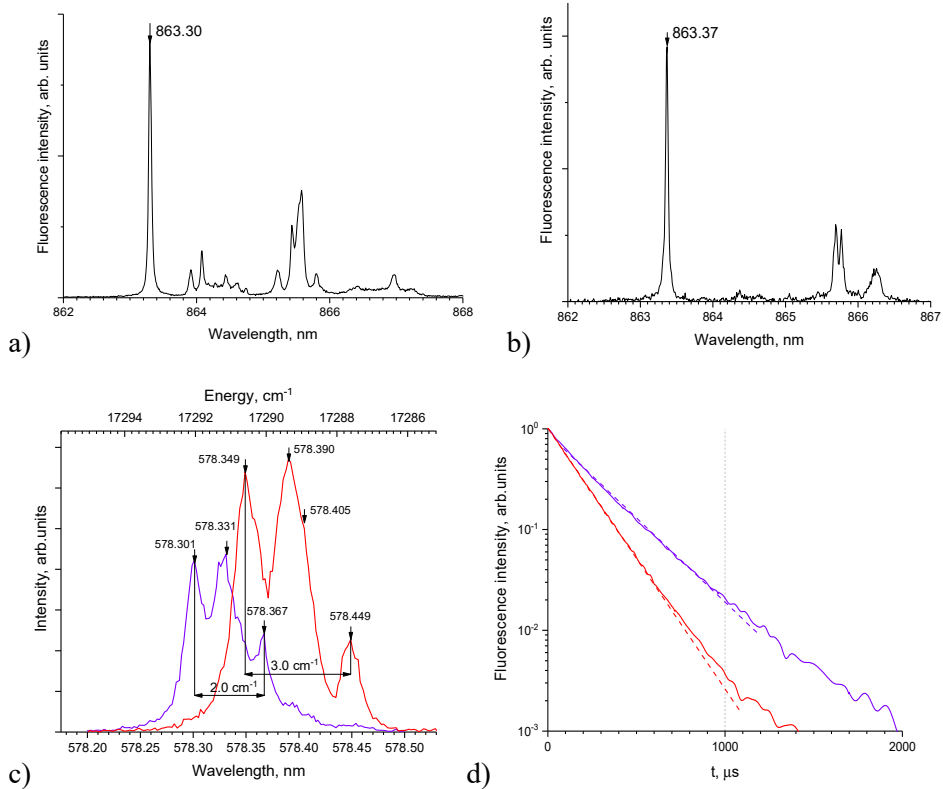 863.30
Fluorescence intensity, arb. units
862 864 866 868
Wavelength, nm
a)
863.37
Fluorescence intensity, arb. units
862 863 864 865 866 867
Wavelength, nm
b)
Energy, cm⁻¹
17294 17292 17290 17288 17286
578.390
578.349
578.405
578.331
578.301
578.367
578.449
3.0 cm⁻¹
2.0 cm⁻¹
Intensity, arb.units
578.20 578.25 578.30 578.35 578.40 578.45 578.50
Wavelength, nm
c)
10⁰
10⁻¹
10⁻²
10⁻³
Fluorescence intensity, arb.units
0 1000 2000
t, μs
d)